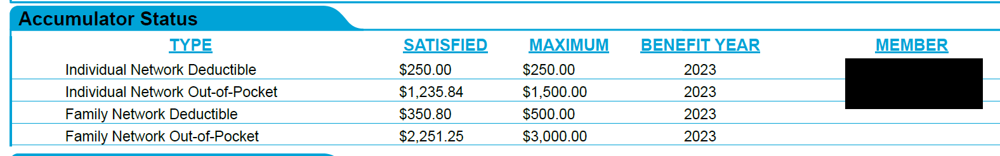 Accumulator Status
TYPE SATISFIED MAXIMUM BENEFIT YEAR MEMBER
Individual Network Deductible $250.00 $250.00 2023
Individual Network Out-of-Pocket $1,235.84 $1,500.00 2023
Family Network Deductible $350.80 $500.00 2023
Family Network Out-of-Pocket $2,251.25 $3,000.00 2023